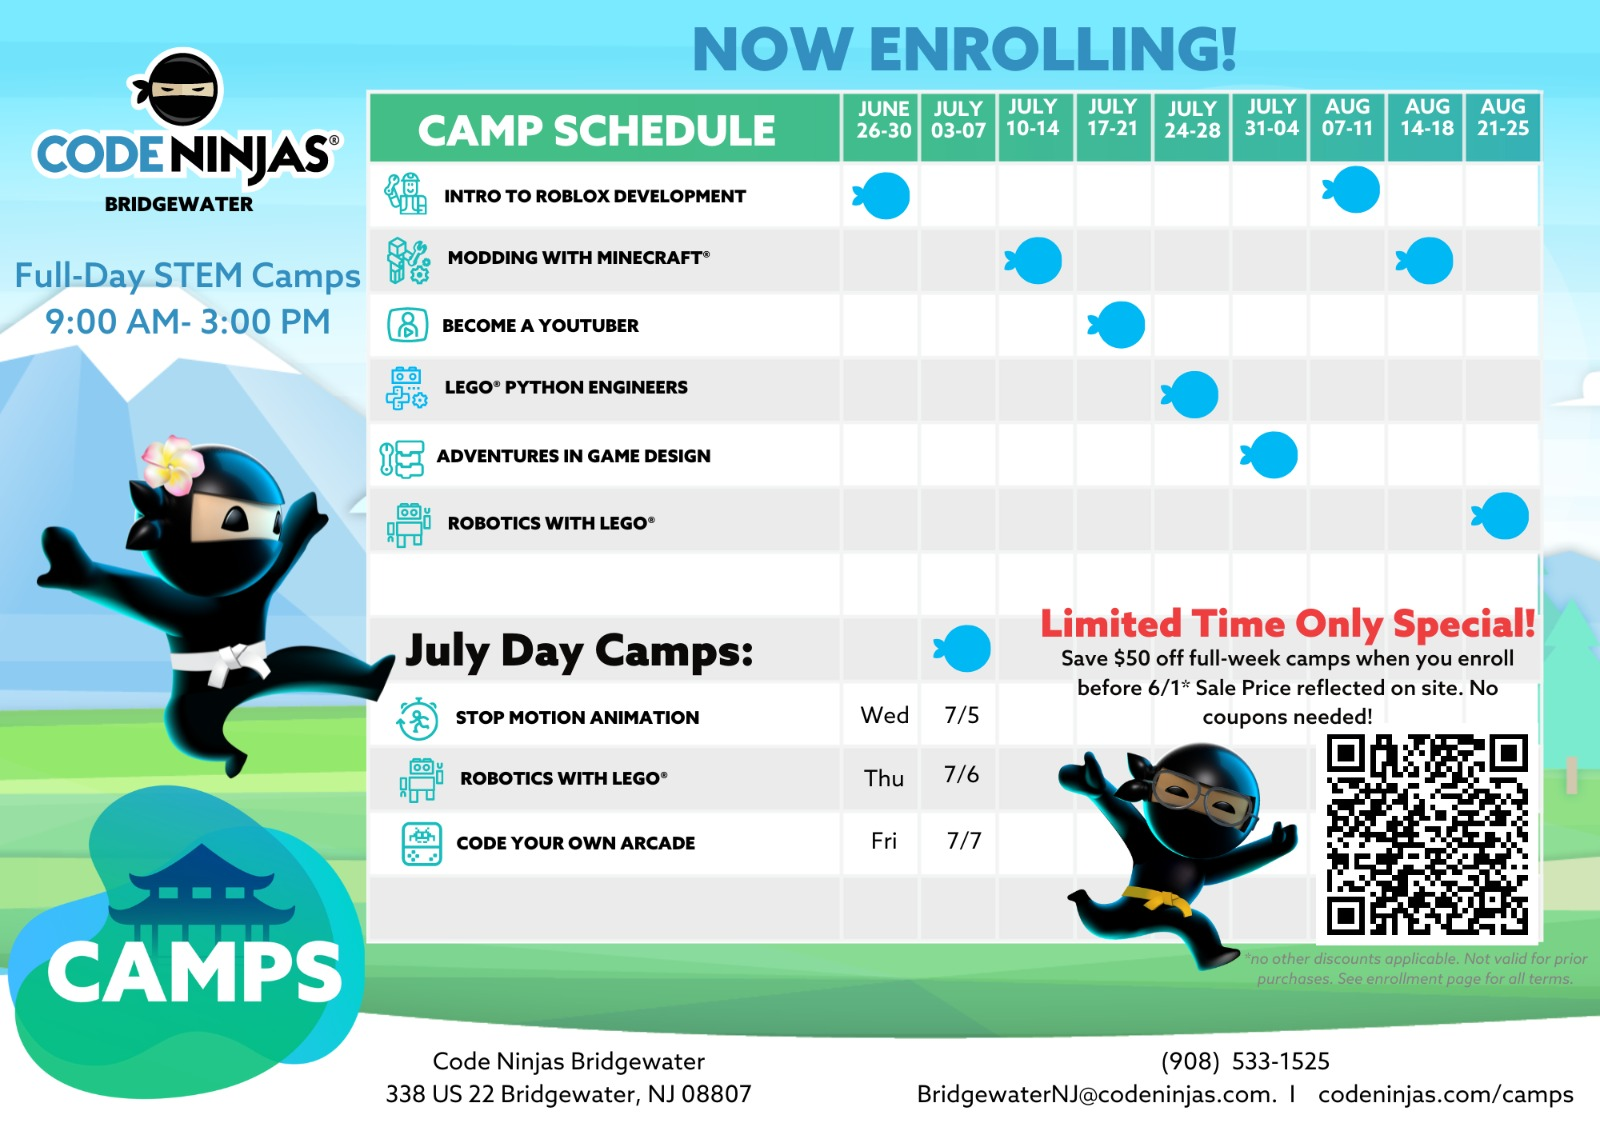 NOW ENROLLING!
CODE NINJAS®
BRIDGEWATER
Full-Day STEM Camps
9:00 AM- 3:00 PM
CAMP SCHEDULE
JUNE 26-30
JULY 03-07
JULY 10-14
JULY 17-21
JULY 24-28
JULY 31-04
AUG 07-11
AUG 14-18
AUG 21-25
INTRO TO ROBLOX DEVELOPMENT
MODDING WITH MINECRAFT®
BECOME A YOUTUBER
LEGO® PYTHON ENGINEERS
ADVENTURES IN GAME DESIGN
ROBOTICS WITH LEGO®
July Day Camps:
STOP MOTION ANIMATION Wed 7/5
ROBOTICS WITH LEGO® Thu 7/6
CODE YOUR OWN ARCADE Fri 7/7
Limited Time Only Special!
Save $50 off full-week camps when you enroll
before 6/1* Sale Price reflected on site. No
coupons needed!
*no other discounts applicable. Not valid for prior
purchases. See enrollment page for all terms.
CAMPS
Code Ninjas Bridgewater
338 US 22 Bridgewater, NJ 08807
(908) 533-1525
BridgewaterNJ@codeninjas.com. I codeninjas.com/camps